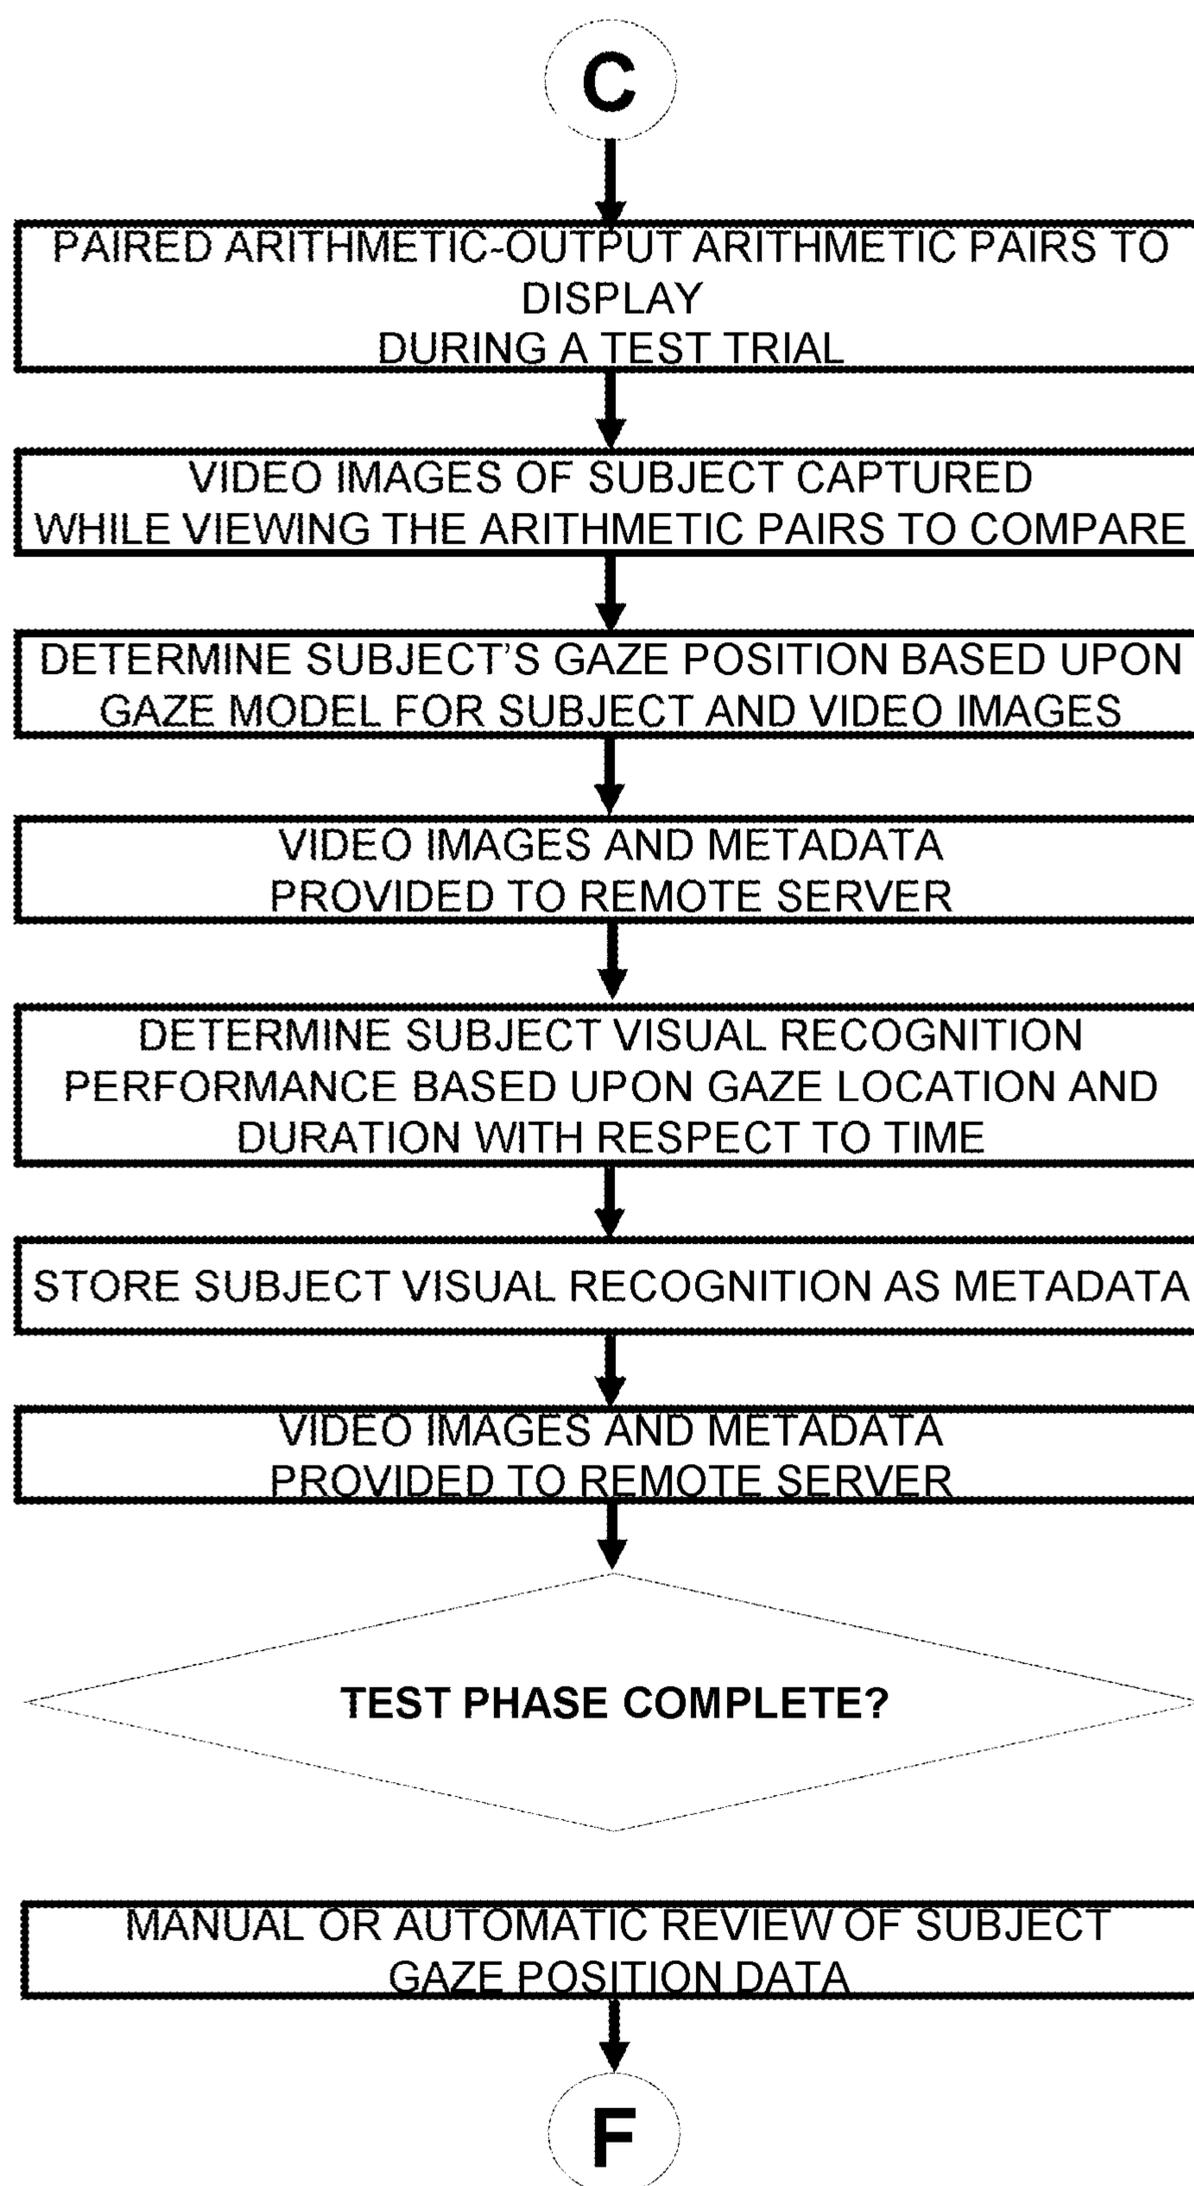 C
PAIRED ARITHMETIC-OUTPUT ARITHMETIC PAIRS TO
DISPLAY
DURING A TEST TRIAL
VIDEO IMAGES OF SUBJECT CAPTURED
WHILE VIEWING THE ARITHMETIC PAIRS TO COMPARE
DETERMINE SUBJECT'S GAZE POSITION BASED UPON
GAZE MODEL FOR SUBJECT AND VIDEO IMAGES
VIDEO IMAGES AND METADATA
PROVIDED TO REMOTE SERVER
DETERMINE SUBJECT VISUAL RECOGNITION
PERFORMANCE BASED UPON GAZE LOCATION AND
DURATION WITH RESPECT TO TIME
STORE SUBJECT VISUAL RECOGNITION AS METADATA
VIDEO IMAGES AND METADATA
PROVIDED TO REMOTE SERVER
TEST PHASE COMPLETE?
MANUAL OR AUTOMATIC REVIEW OF SUBJECT
GAZE POSITION DATA
F